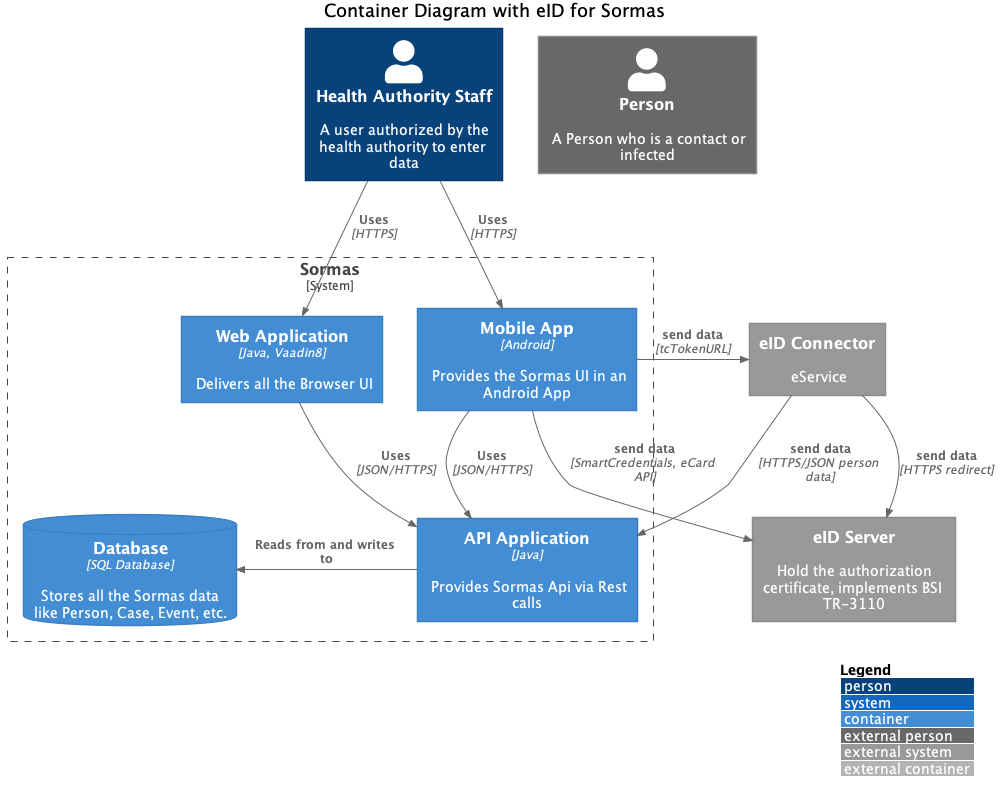 Container Diagram with eID for Sormas
Health Authority Staff
A user authorized by the
health authority to enter
data
Person
A Person who is a contact or
infected
Uses
[HTTPS]
Uses
[HTTPS]
Sormas
[System]
Web Application
[Java, Vaadin8]
Delivers all the Browser UI
Mobile App
[Android]
Provides the Sormas UI in an
Android App
send data
[tcTokenURL]
eID Connector
eService
Uses
[JSON/HTTPS]
Uses
[JSON/HTTPS]
send data
[SmartCredentials, eCard
API]
send data
[HTTPS/JSON person
data]
send data
[HTTPS redirect]
Database
[SQL Database]
Stores all the Sormas data
like Person, Case, Event, etc.
Reads from and writes
to
API Application
[Java]
Provides Sormas Api via Rest
calls
eID Server
Hold the authorization
certificate, implements BSI
TR-3110
Legend
person
system
container
external person
external system
external container